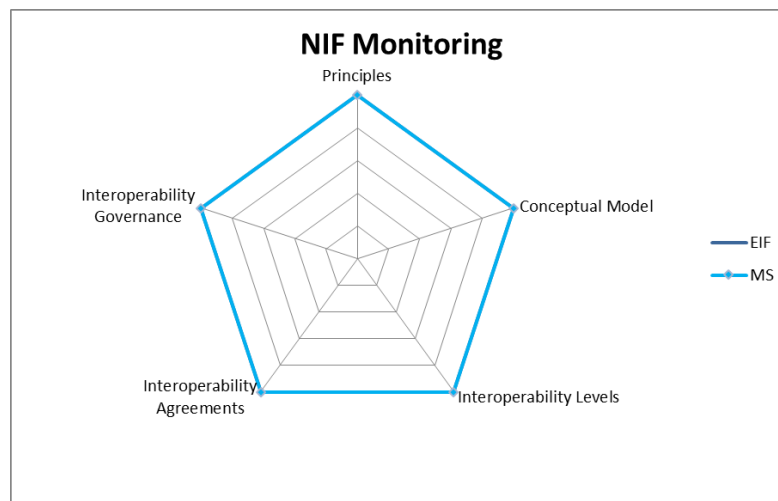 NIF Monitoring
Principles
Interoperability
Governance
Conceptual Model
EIF
MS
Interoperability
Agreements
Interoperability Levels